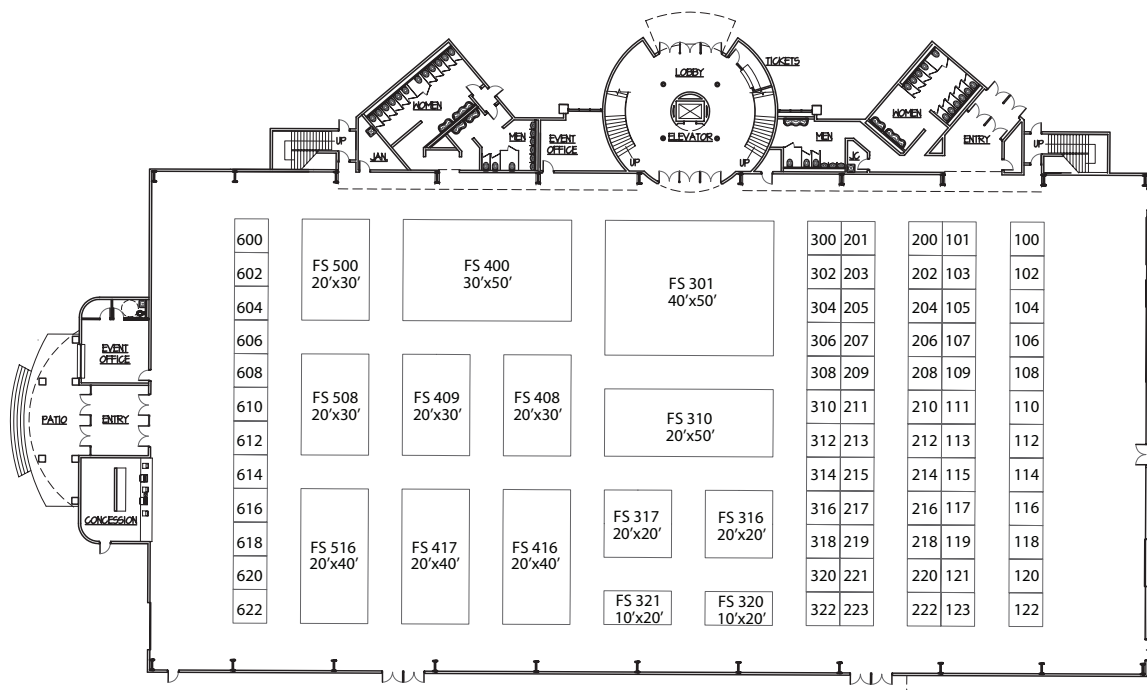 LOBBY
TICKETS
WOMEN
WOMEN
ELEVATOR
MEN
MEN
EVENT
OFFICE
UP
UP
UP
UP
JAN.
ENTRY
600
602
604
606
608
610
612
614
616
618
620
622
FS 500
20'x30'
FS 400
30'x50'
FS 301
40'x50'
FS 508
20'x30'
FS 409
20'x30'
FS 408
20'x30'
FS 310
20'x50'
FS 516
20'x40'
FS 417
20'x40'
FS 416
20'x40'
FS 317
20'x20'
FS 316
20'x20'
FS 321
10'x20'
FS 320
10'x20'
300 201
302 203
304 205
306 207
308 209
310 211
312 213
314 215
316 217
318 219
320 221
322 223
200 101
202 103
204 105
206 107
208 109
210 111
212 113
214 115
216 117
218 119
220 121
222 123
100
102
104
106
108
110
112
114
116
118
120
122
EVENT
OFFICE
PATIO
ENTRY
CONCESSION